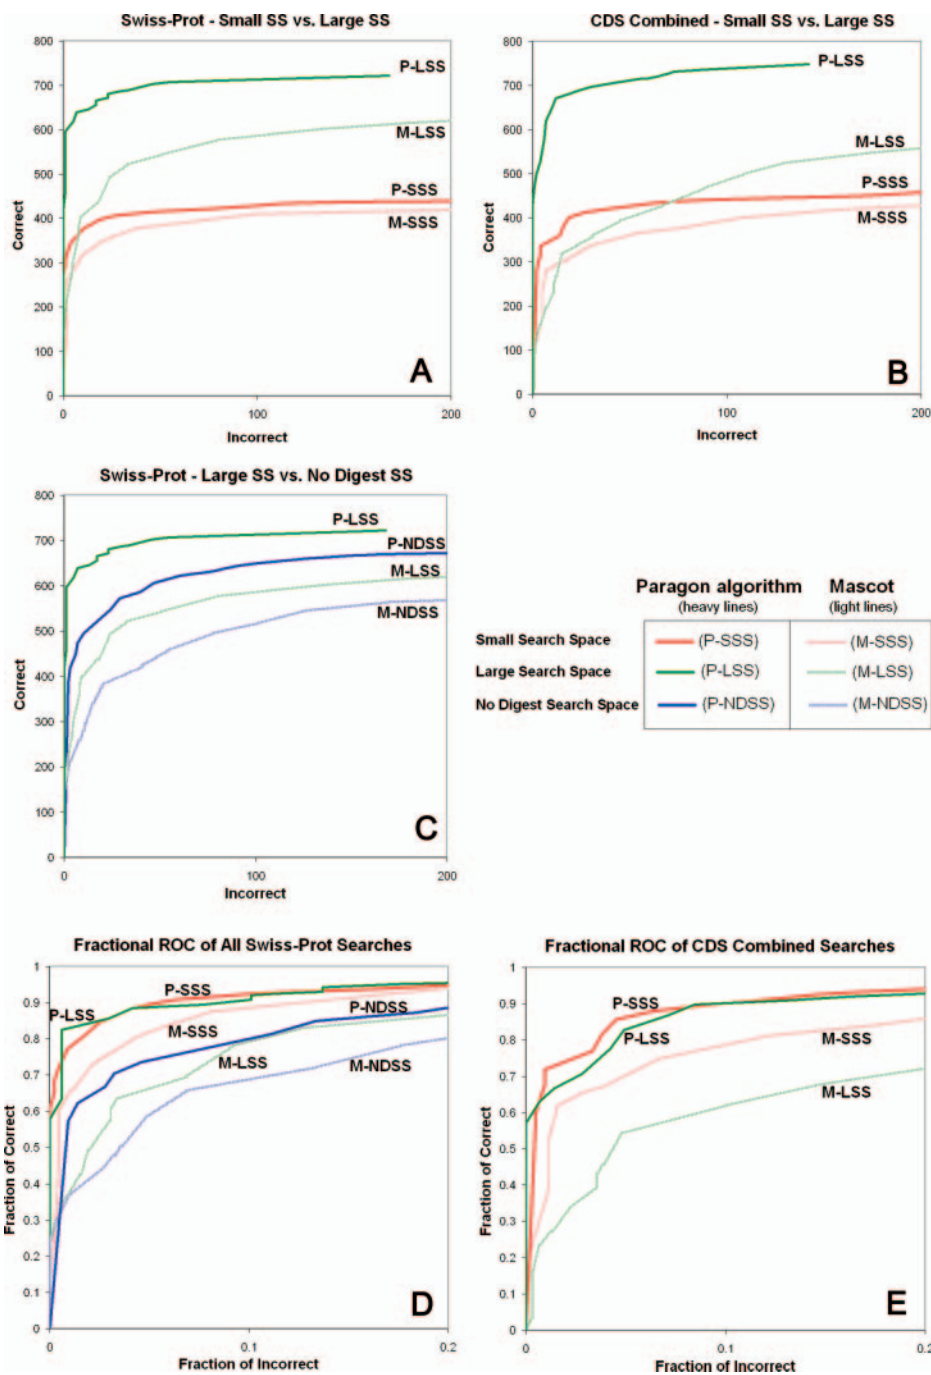 Swiss-Prot - Small SS vs. Large SS
800
700
600
500
400
300
200
100
0
Correct
P-LSS
M-LSS
P-SSS
M-SSS
A
0 100 200
Incorrect
CDS Combined - Small SS vs. Large SS
800
700
600
500
400
300
200
100
0
Correct
P-LSS
M-LSS
P-SSS
M-SSS
B
0 100 200
Incorrect
Swiss-Prot - Large SS vs. No Digest SS
800
700
600
500
400
300
200
100
0
Correct
P-LSS
P-NDSS
M-LSS
M-NDSS
C
0 100 200
Incorrect
Paragon algorithm Mascot
(heavy lines) (light lines)
Small Search Space (P-SSS) (M-SSS)
Large Search Space (P-LSS) (M-LSS)
No Digest Search Space (P-NDSS) (M-NDSS)
Fractional ROC of All Swiss-Prot Searches
1
0.9
0.8
0.7
0.6
0.5
0.4
0.3
0.2
0.1
0
Fraction of Correct
P-SSS
P-LSS
P-NDSS
M-SSS
M-LSS
M-NDSS
D
0 0.1 0.2
Fraction of Incorrect
Fractional ROC of CDS Combined Searches
1
0.9
0.8
0.7
0.6
0.5
0.4
0.3
0.2
0.1
0
Fraction of Correct
P-SSS
P-LSS
M-SSS
M-LSS
E
0 0.1 0.2
Fraction of Incorrect